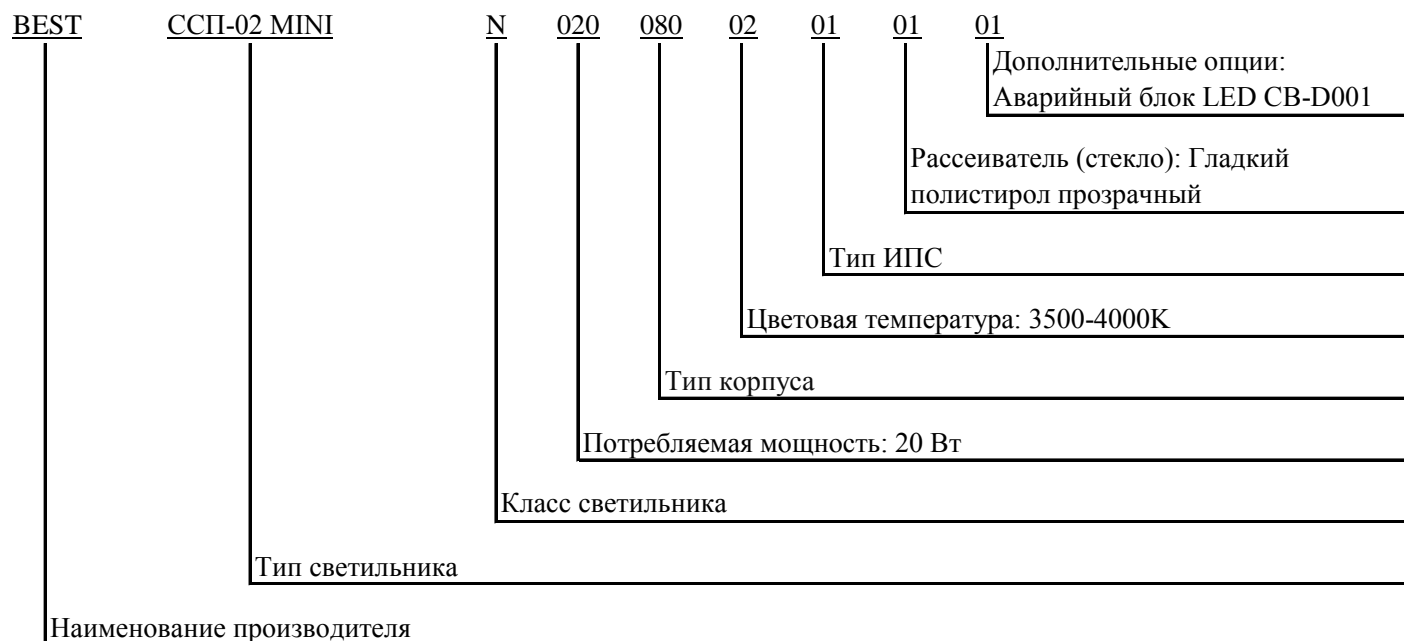 BEST ССП-02 MINI N 020 080 02 01 01 01
Дополнительные опции:
Аварийный блок LED CB-D001
Рассеиватель (стекло): Гладкий
полистирол прозрачный
Тип ИПС
Цветовая температура: 3500-4000К
Тип корпуса
Потребляемая мощность: 20 Вт
Класс светильника
Тип светильника
Наименование производителя